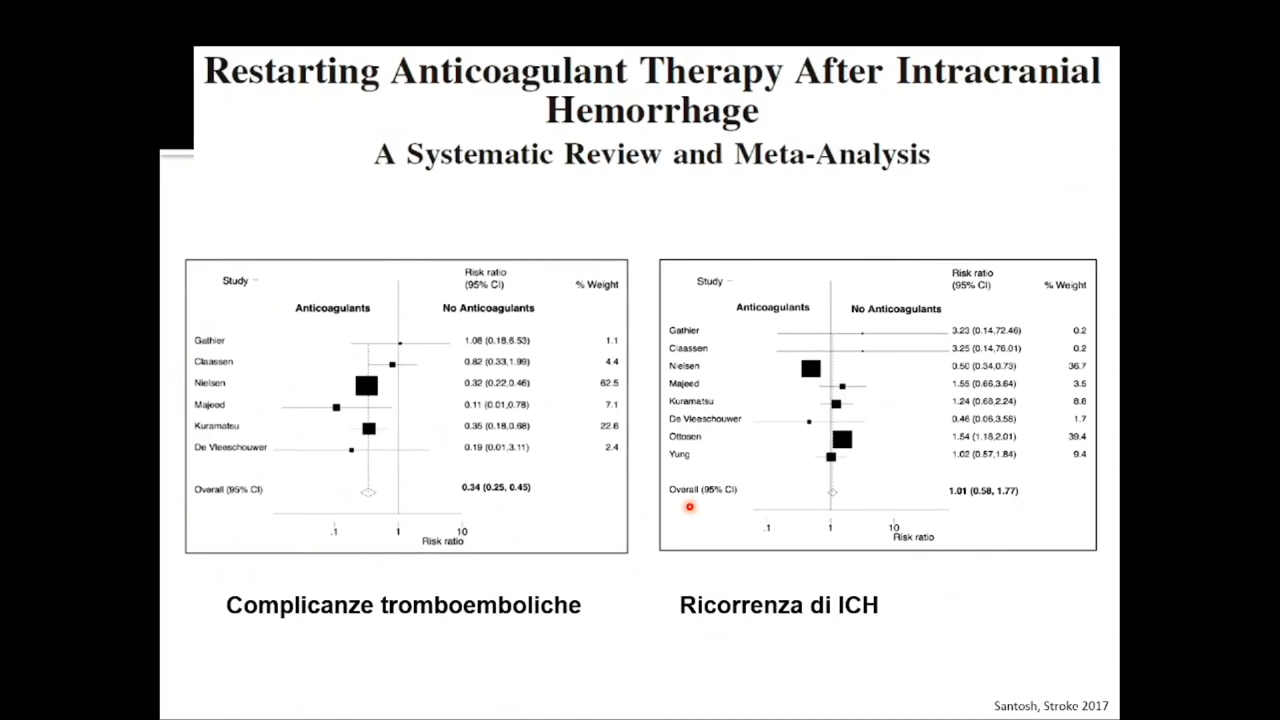 Restarting Anticoagulant Therapy After Intracranial
Hemorrhage
A Systematic Review and Meta-Analysis
Study
Risk ratio
(95% CI)
% Weight
Anticoagulants
No Anticoagulants
Gathier 1.08 (0.18,6.53) 1.1
Claassen 0.82 (0.33,1.99) 4.4
Nielsen 0.32 (0.22,0.46) 62.5
Majeed 0.11 (0.01,0.78) 7.1
Kuramatsu 0.35 (0.18,0.68) 22.6
De Vleeschouwer 0.19 (0.01,3.11) 2.4
Overall (95% CI) 0.34 (0.25, 0.45)
.1 1 10
Risk ratio
Complicanze tromboemboliche
Study
Risk ratio
(95% CI)
% Weight
Anticoagulants
No Anticoagulants
Gathier 3.23 (0.14,72.46) 0.2
Claassen 3.25 (0.14,76.01) 0.2
Nielsen 0.50 (0.34,0.73) 36.7
Majeed 1.55 (0.66,3.64) 3.5
Kuramatsu 1.24 (0.68,2.24) 8.8
De Vleeschouwer 0.46 (0.06,3.58) 1.7
Ottosen 1.54 (1.18,2.01) 39.4
Yung 1.02 (0.57,1.84) 9.4
Overall (95% CI) 1.01 (0.58, 1.77)
.1 1 10
Risk ratio
Ricorrenza di ICH
Santosh, Stroke 2017